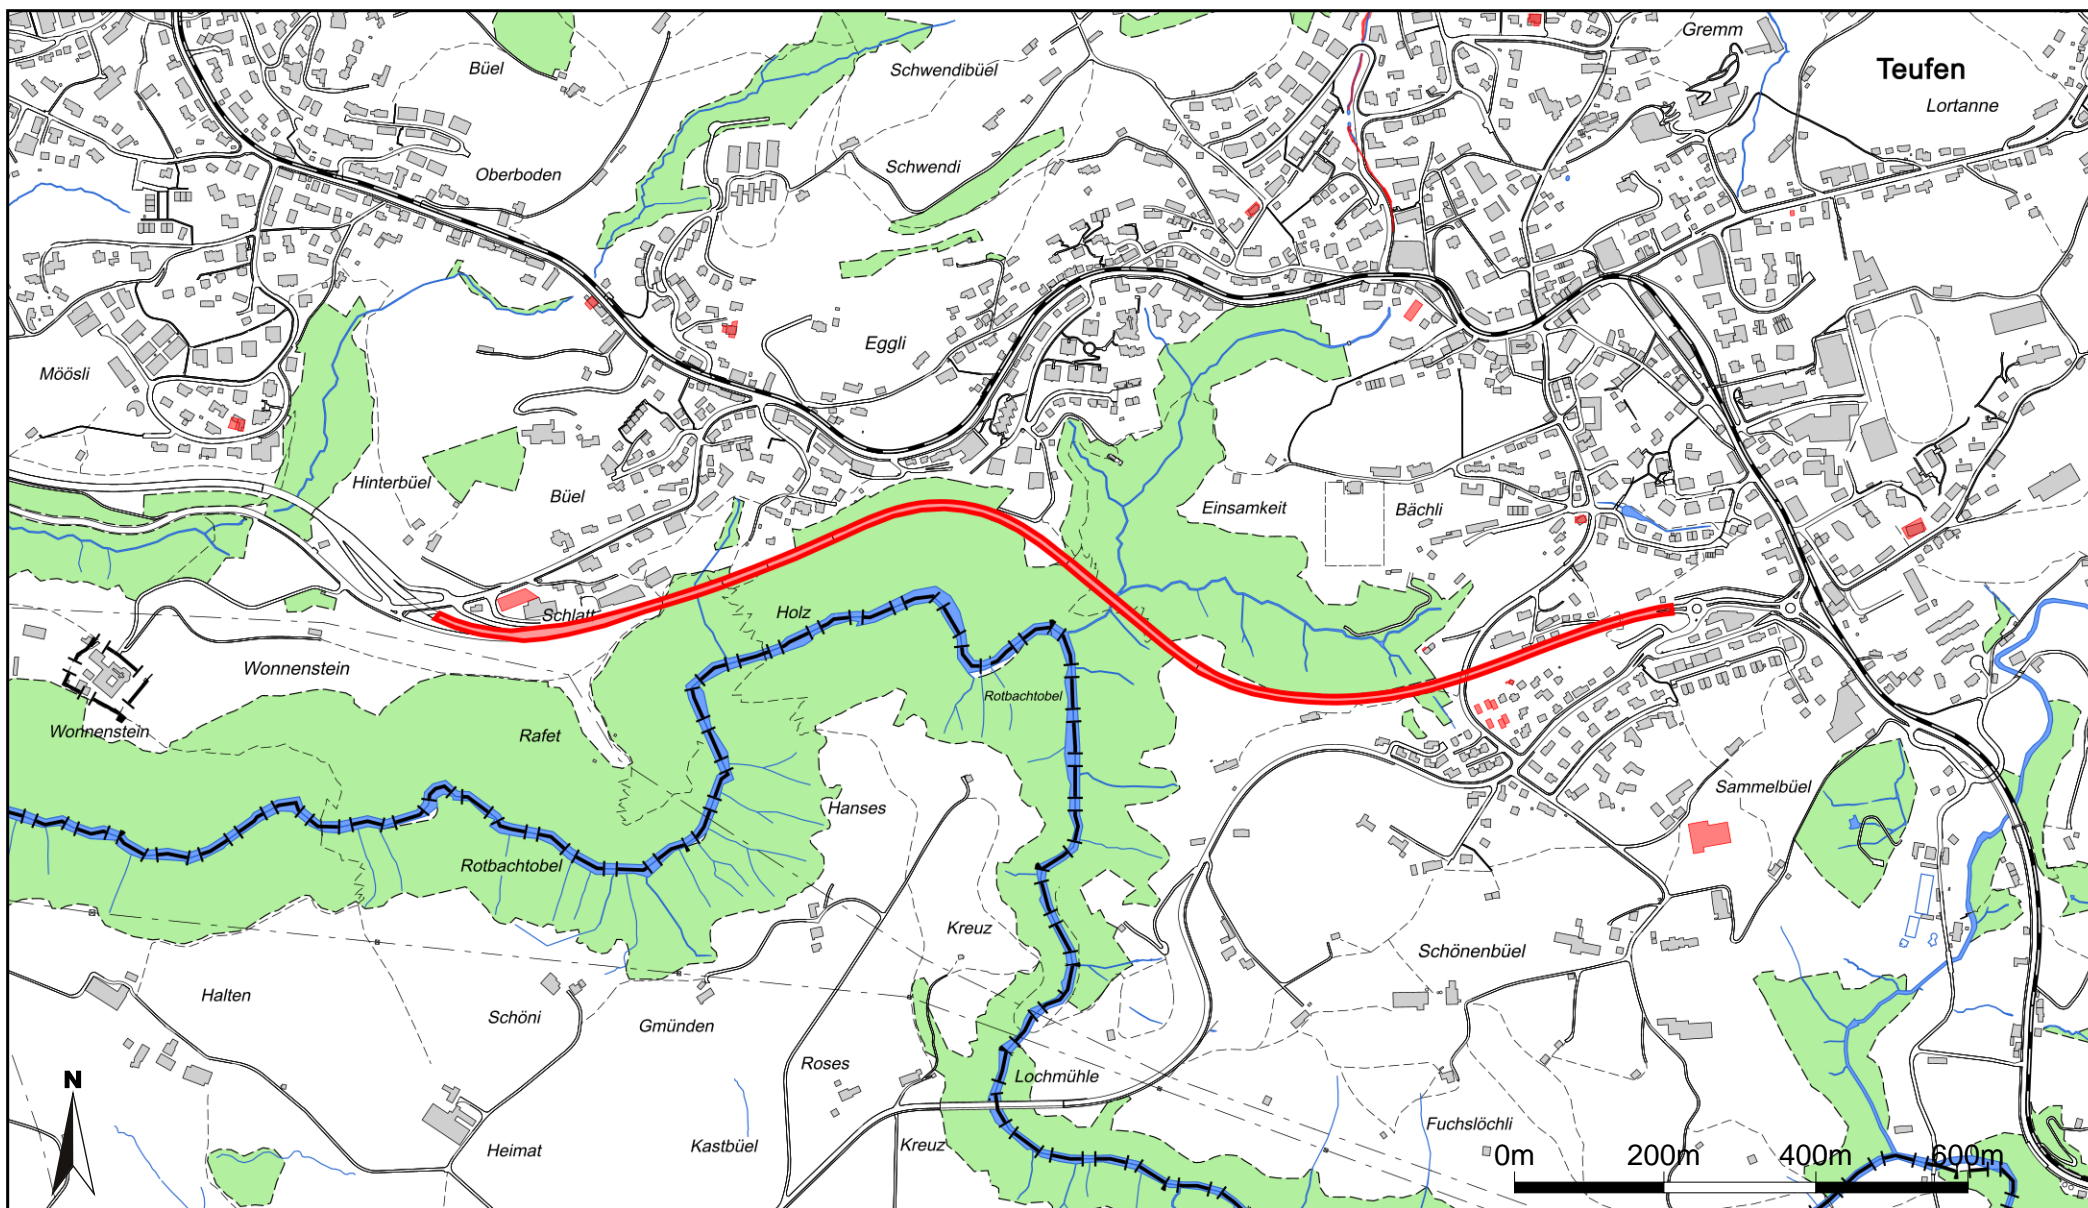 Gremm
Büel
Schwendibüel
Teufen
Lortanne
Oberboden
Schwendi
Eggli
Möösli
Hinterbüel
Büel
Einsamkeit
Bächli
Schlatt
Holz
Wonnenstein
Rotbachtobel
Wonnenstein
Rafet
Hanses
Sammelbüel
Rotbachtobel
Kreuz
Schönenbüel
Halten
Schöni
Gmünden
Roses
Lochmühle
N
Heimat
Kastbüel
Kreuz
Fuchslöchli
0m 200m 400m 600m